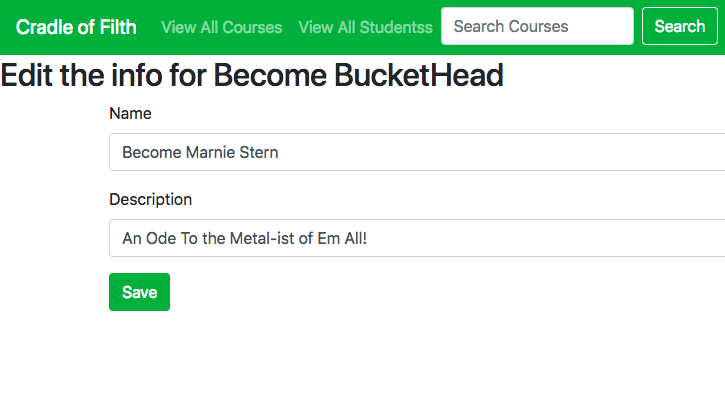 Cradle of Filth View All Courses View All Studentss Search Courses Search
Edit the info for Become BucketHead
Name
Become Marnie Stern
Description
An Ode To the Metal-ist of Em All!
Save